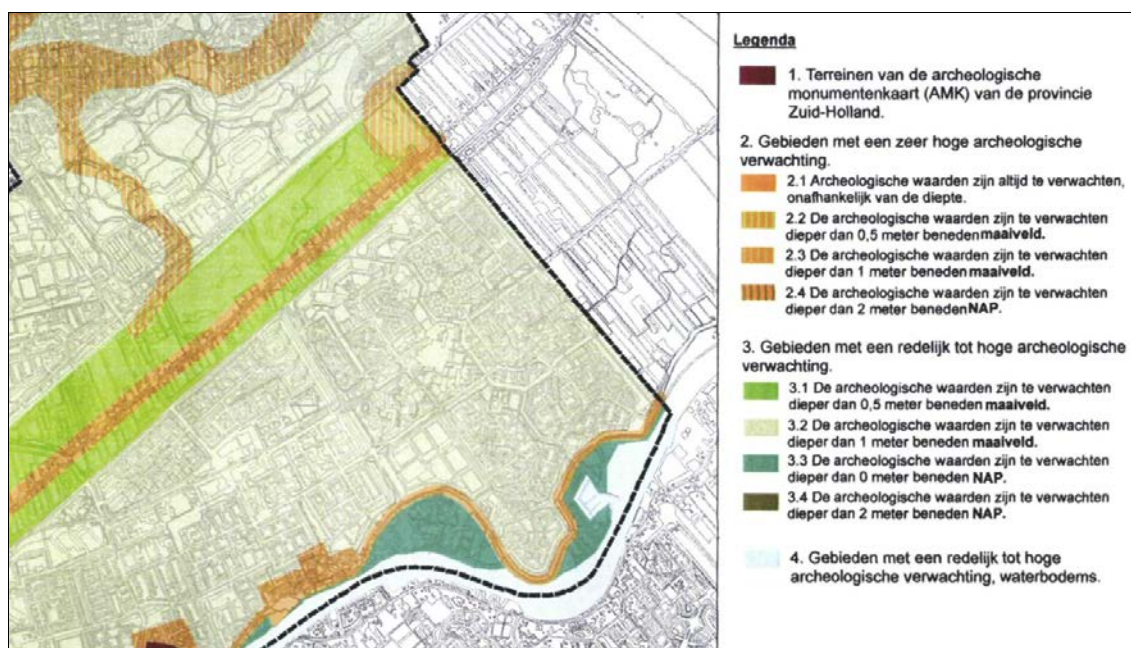 Legenda
1. Terreinen van de archeologische
monumentenkaart (AMK) van de provincie
Zuid-Holland.
2. Gebieden met een zeer hoge archeologische
verwachting.
2.1 Archeologische waarden zijn altijd te verwachten,
onafhankelijk van de diepte.
2.2 De archeologische waarden zijn te verwachten
dieper dan 0,5 meter beneden maaiveld.
2.3 De archeologische waarden zijn te verwachten
dieper dan 1 meter beneden maaiveld.
2.4 De archeologische waarden zijn te verwachten
dieper dan 2 meter beneden NAP.
3. Gebieden met een redelijk tot hoge archeologische
verwachting.
3.1 De archeologische waarden zijn te verwachten
dieper dan 0,5 meter beneden maaiveld.
3.2 De archeologische waarden zijn te verwachten
dieper dan 1 meter beneden maaiveld.
3.3 De archeologische waarden zijn te verwachten
dieper dan 0 meter beneden NAP.
3.4 De archeologische waarden zijn te verwachten
dieper dan 2 meter beneden NAP.
4. Gebieden met een redelijk tot hoge
archeologische verwachting, waterbodems.